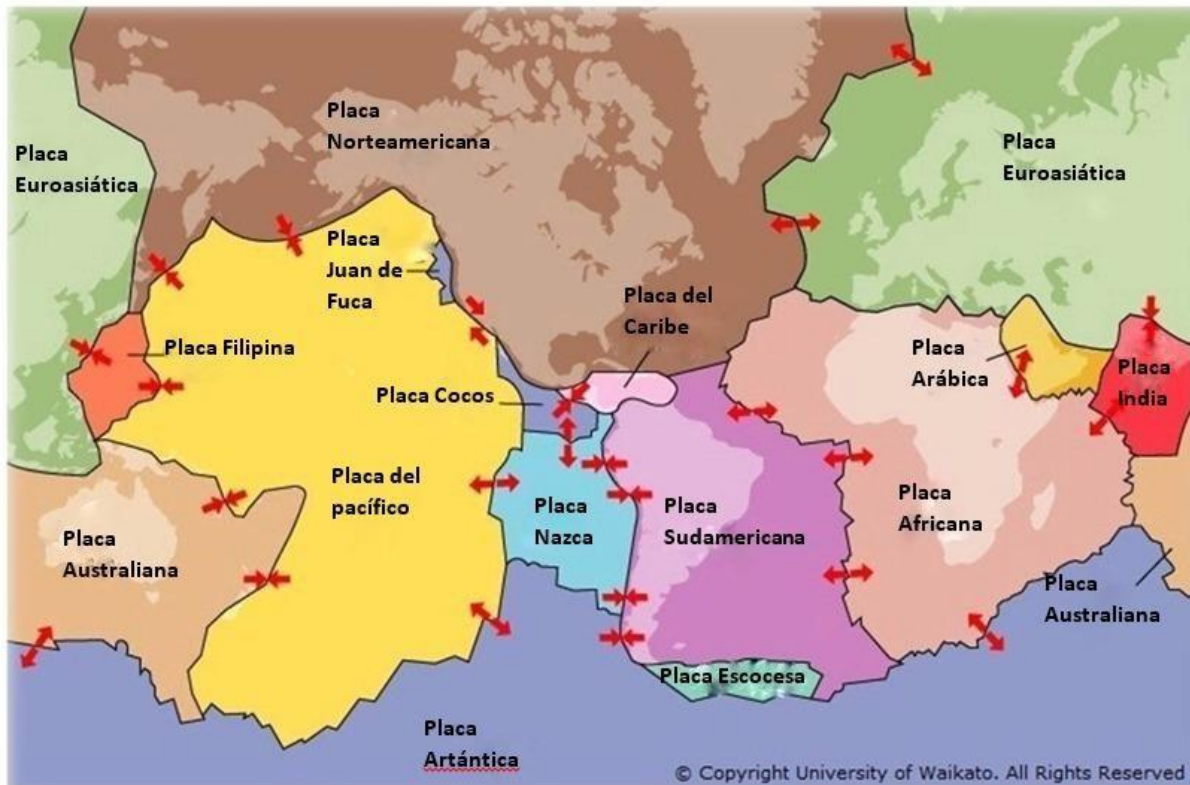 Placa
Norteamericana
Placa
Euroasiática
Placa
Euroasiática
Placa
Juan de
Fuca
Placa del
Caribe
Placa Filipina
Placa
Arábica
Placa
India
Placa Cocos
Placa del
pacífico
Placa
Nazca
Placa
Sudamericana
Placa
Africana
Placa
Australiana
Placa
Australiana
Placa Escocesa
Placa
Artántica
© Copyright University of Waikato. All Rights Reserved